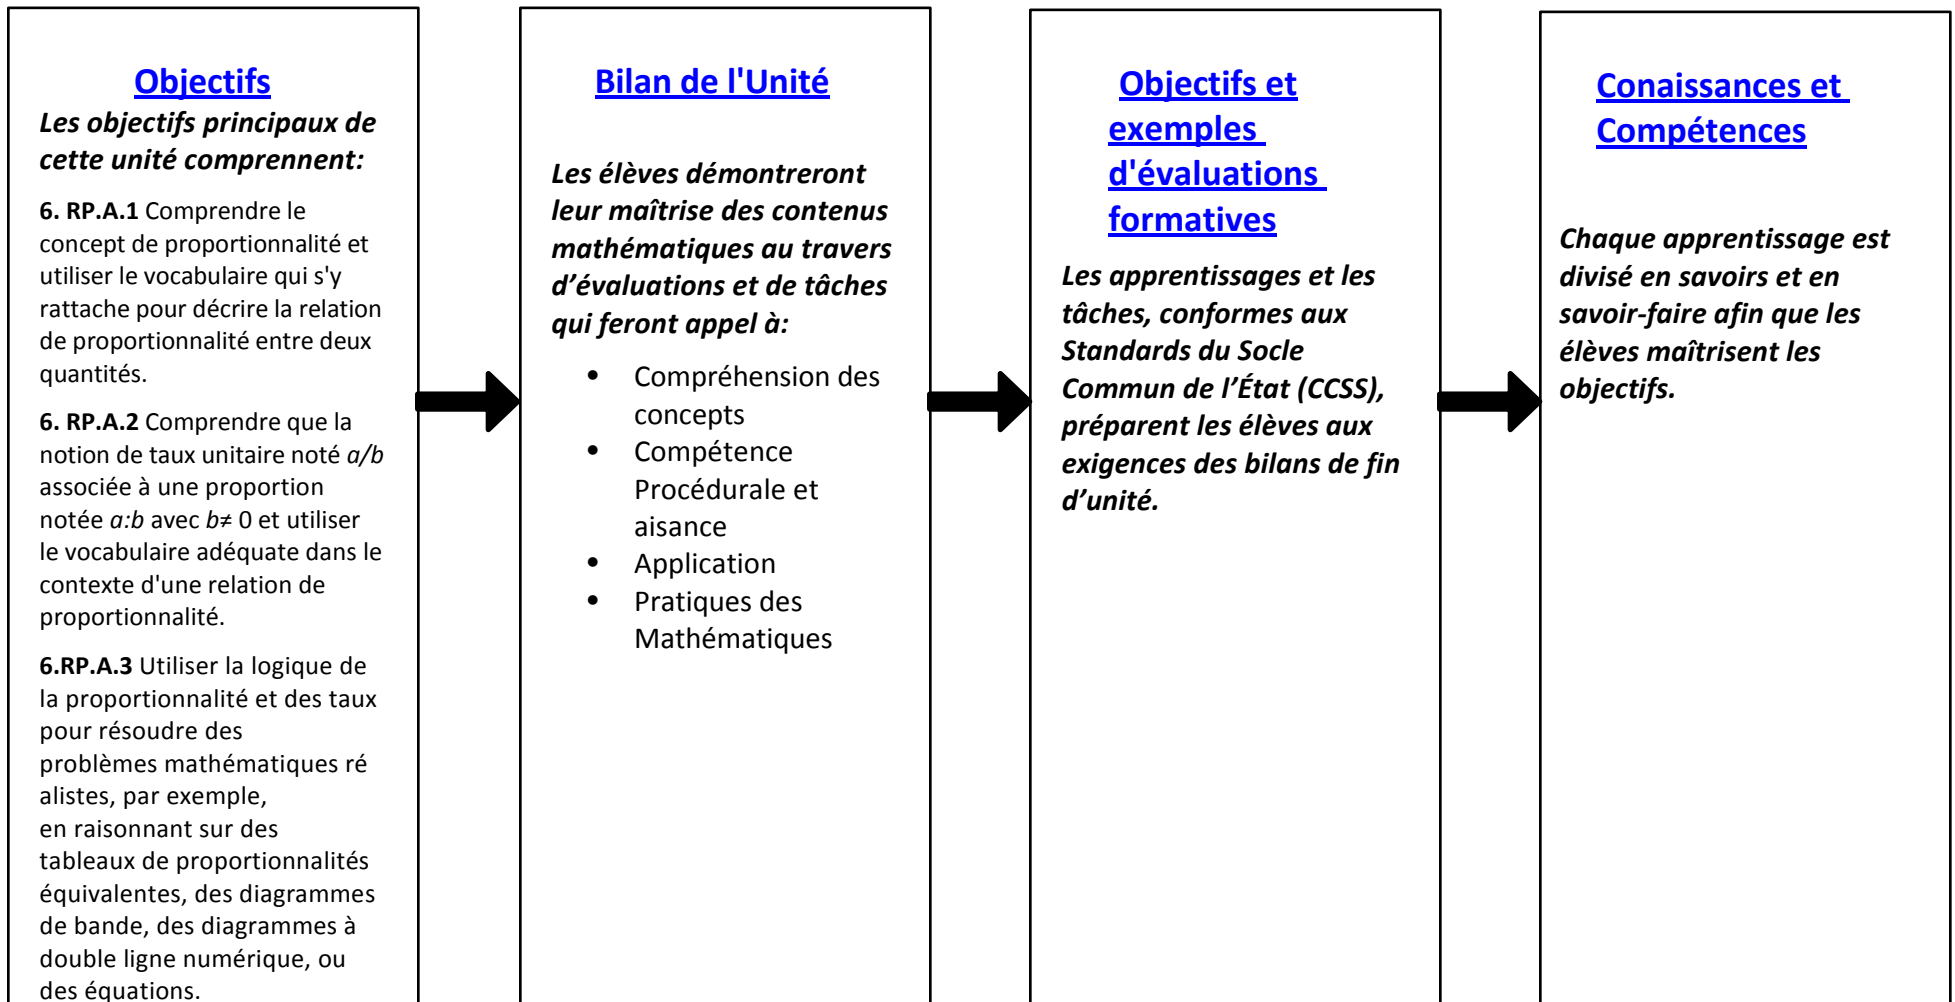 Objectifs
Les objectifs principaux de
cette unité comprennent:
6. RP.A.1 Comprendre le
concept de proportionnalité et
utiliser le vocabulaire qui s'y
rattache pour décrire la relation
de proportionnalité entre deux
quantités.
6. RP.A.2 Comprendre que la
notion de taux unitaire noté a/b
associée à une proportion
notée a:b avec b≠ 0 et utiliser
le vocabulaire adéquate dans le
contexte d'une relation de
proportionnalité.
6.RP.A.3 Utiliser la logique de
la proportionnalité et des taux
pour résoudre des
problèmes mathématiques ré
alistes, par exemple,
en raisonnant sur des
tableaux de proportionnalités
équivalentes, des diagrammes
de bande, des diagrammes à
double ligne numérique, ou
des équations.
Bilan de l'Unité
Les élèves démontreront
leur maîtrise des contenus
mathématiques au travers
d’évaluations et de tâches
qui feront appel à:
• Compréhension des
concepts
• Compétence
Procédurale et
aisance
• Application
• Pratiques des
Mathématiques
Objectifs et
exemples
d'évaluations
formatives
Les apprentissages et les
tâches, conformes aux
Standards du Socle
Commun de l’État (CCSS),
préparent les élèves aux
exigences des bilans de fin
d’unité.
Conaissances et
Compétences
Chaque apprentissage est
divisé en savoirs et en
savoir-faire afin que les
élèves maîtrisent les
objectifs.